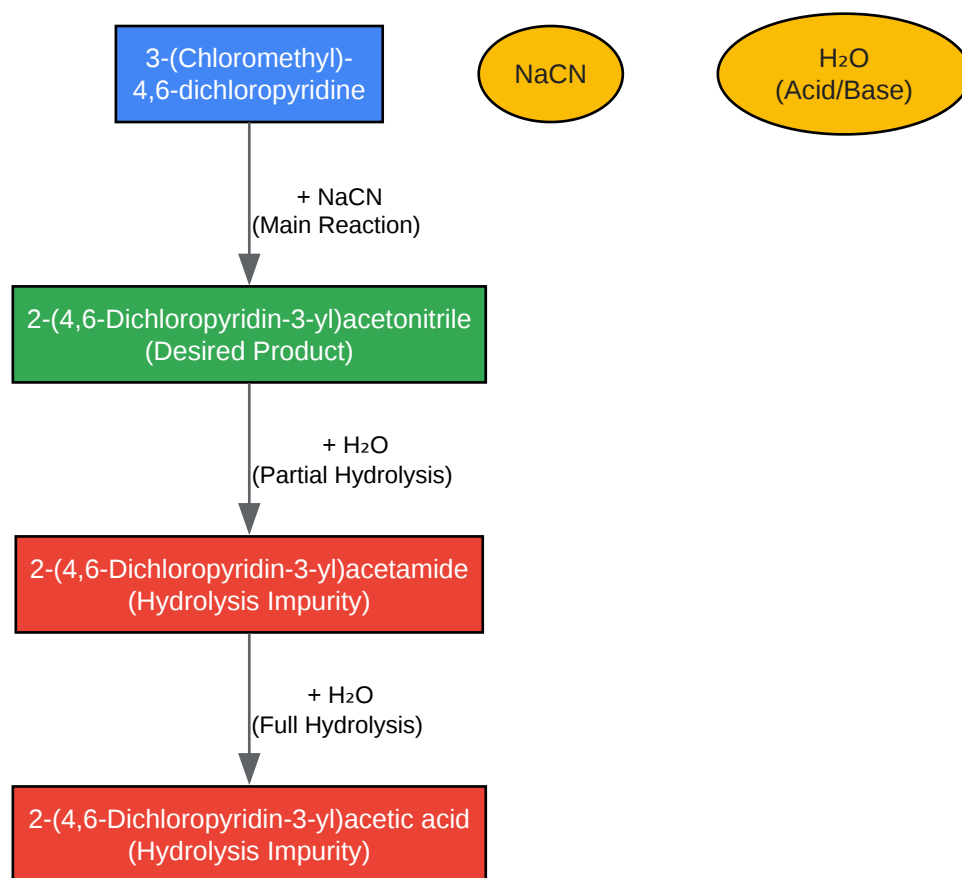 3-(Chloromethyl)-
4,6-dichloropyridine
NaCN
H₂O
(Acid/Base)
+ NaCN
(Main Reaction)
2-(4,6-Dichloropyridin-3-yl)acetonitrile
(Desired Product)
+ H₂O
(Partial Hydrolysis)
2-(4,6-Dichloropyridin-3-yl)acetamide
(Hydrolysis Impurity)
+ H₂O
(Full Hydrolysis)
2-(4,6-Dichloropyridin-3-yl)acetic acid
(Hydrolysis Impurity)